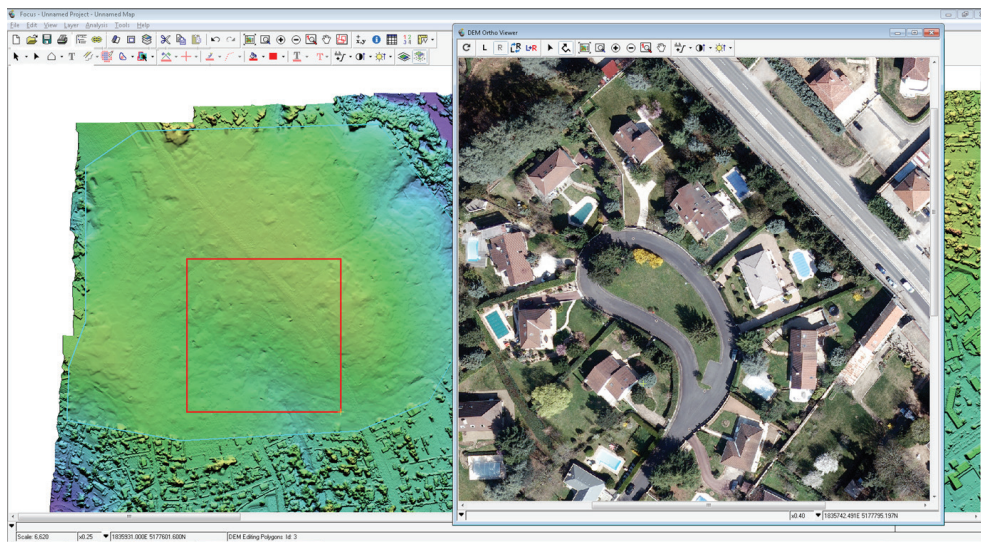 Focus - Unnamed Project - Unnamed Map
File Edit View Layer Analysis Tools Help
DEM Ortho Viewer
L R L+R
x0.40 1835742.491E 5177795.197N
Scale: 6,620 x0.25 1835931.000E 5177601.600N DEM Editing Polygons Id: 3